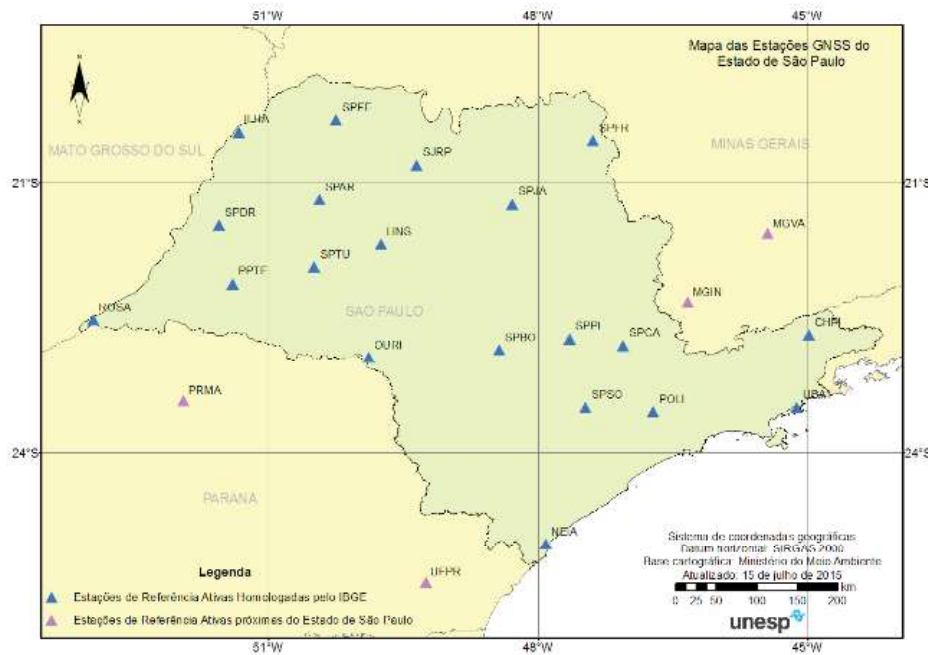 51°W 48°W 45°W
Mapa das Estações GNSS do
Estado de São Paulo
N
SPFE
ILHA
SPFR
MATO GROSSO DO SUL
MINAS GERAIS
SJRP
21°S 21°S
SPAR
SPJA
SPDR
MGVA
LINS
SPTU
PPTE
MGIN
ROSA
SAO PAULO
CHPI
SPPI
SPBO
SPCA
OURI
PRMA
SPSO
POLI
UBA1
24°S 24°S
PARANÁ
NEIA
Sistema de coordenadas geográficas
Datum horizontal: SIRGAS 2000
Base cartográfica: Ministério do Meio Ambiente
Atualizado: 15 de julho de 2015
Legenda
UFPR
Estações de Referência Ativas Homologadas pelo IBGE
0 25 50 100 150 200 km
Estações de Referência Ativas próximes do Estado de São Paulo
unesp
51°W 48°W 45°W